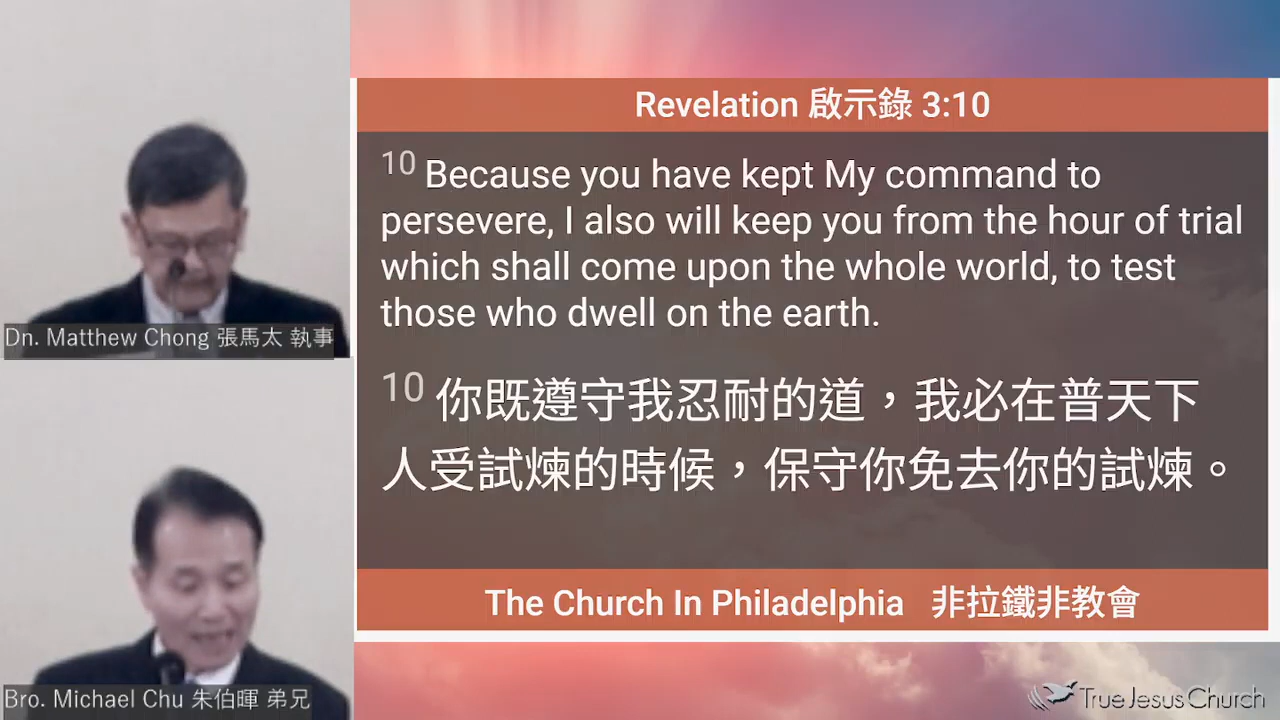 Revelation 啟示錄 3:10
10 Because you have kept My command to
persevere, I also will keep you from the hour of trial
which shall come upon the whole world, to test
those who dwell on the earth.
10 你既遵守我忍耐的道，我必在普天下
人受試煉的時候，保守你免去你的試煉。
The Church In Philadelphia 非拉鐵非教會
Dn. Matthew Chong 張馬太 執事
Bro. Michael Chu 朱伯暉 弟兄
True Jesus Church